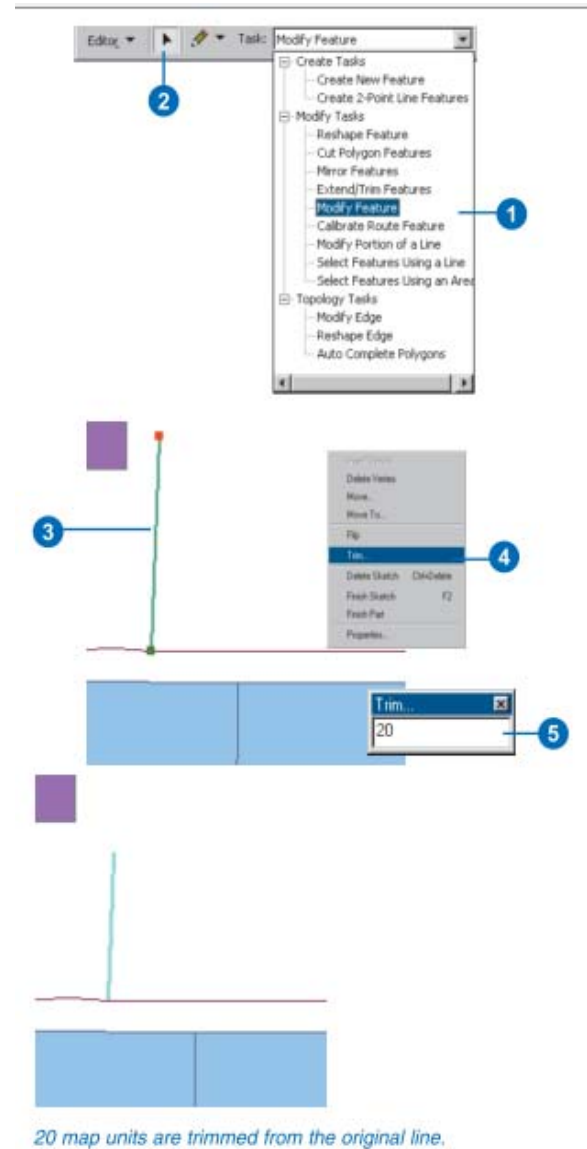 Editor Task: Modify Feature
2
Create Tasks
Create New Feature
Create 2-Point Line Features
Modify Tasks
Reshape Feature
Cut Polygon Features
Mirror Features
Extend/Trim Features
Modify Feature
1
Calibrate Route Feature
Modify Portion of a Line
Select Features Using a Line
Select Features Using an Area
Topology Tasks
Modify Edge
Reshape Edge
Auto Complete Polygons
3
Delete Vertex
Move...
Move To...
Flip
Trim...
4
Delete Sketch Ctrl+Delete
Finish Sketch F2
Finish Part
Properties...
Trim...
20
5
20 map units are trimmed from the original line.